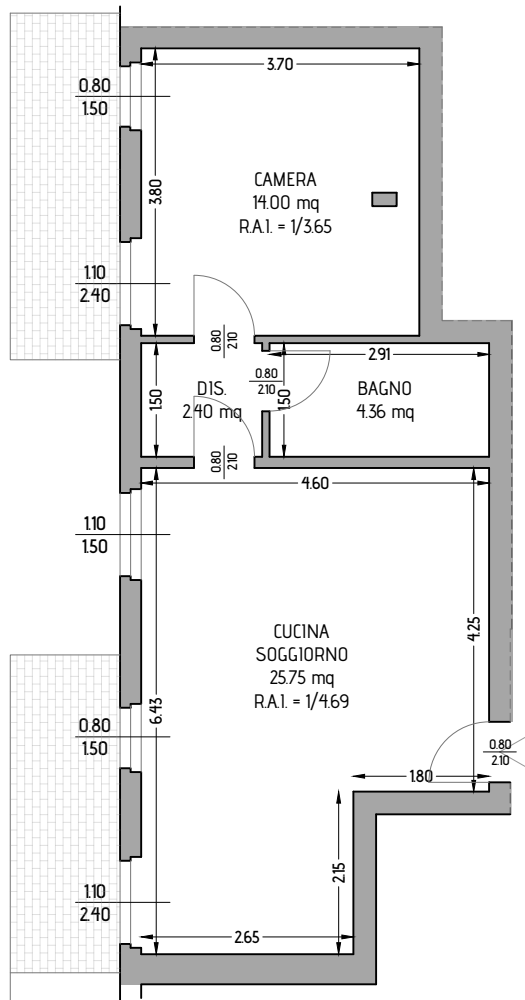 3.70
0.80
1.50
3.80
CAMERA
14.00 mq
R.A.I. = 1/3.65
1.10
2.40
0.80
2.10
2.91
0.80
2.10
DIS.
2.40 mq
1.50
1.50
BAGNO
4.36 mq
0.80
2.10
4.60
1.10
1.50
4.25
CUCINA
SOGGIORNO
25.75 mq
R.A.I. = 1/4.69
6.43
0.80
1.50
0.80
2.10
1.80
2.15
1.10
2.40
2.65